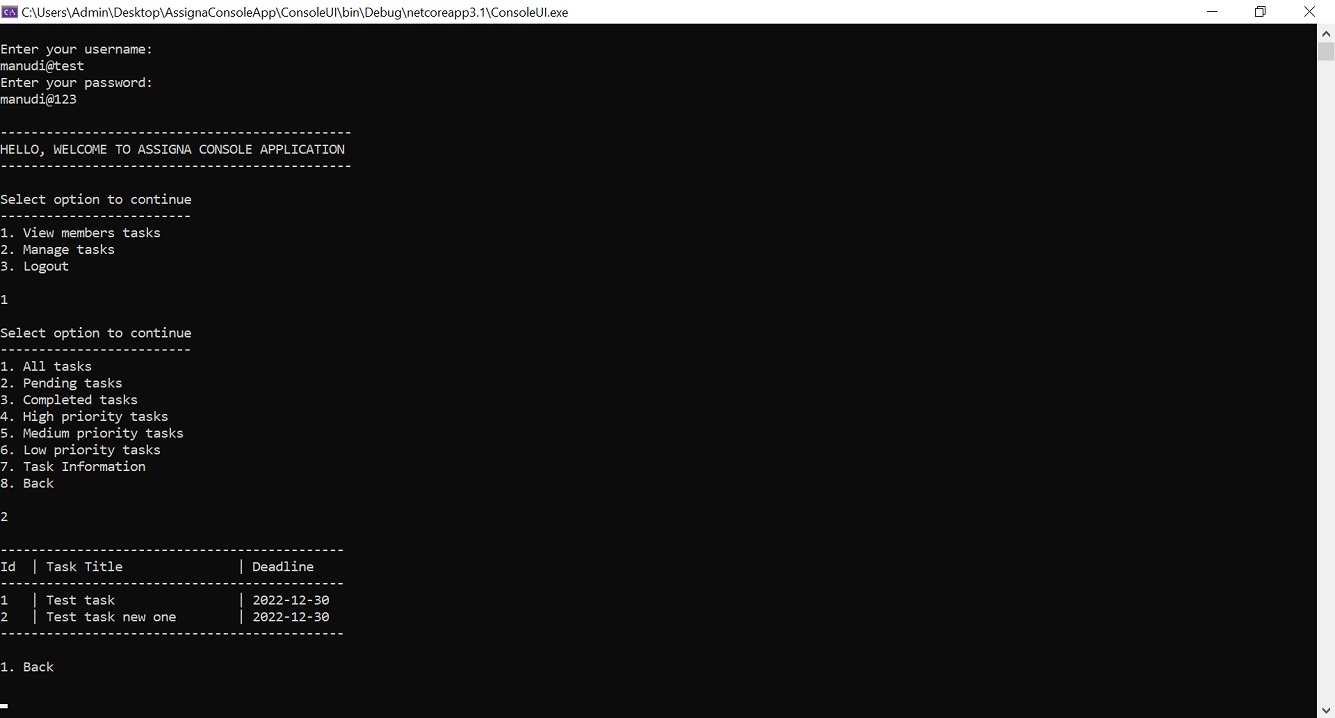 C:\Users\Admin\Desktop\AssignaConsoleApp\ConsoleUI\bin\Debug\netcoreapp3.1\ConsoleUI.exe
Enter your username:
manudi@test
Enter your password:
manudi@123
----------------------------------------------
HELLO, WELCOME TO ASSIGNA CONSOLE APPLICATION
----------------------------------------------
Select option to continue
-------------------------
1. View members tasks
2. Manage tasks
3. Logout
1
Select option to continue
-------------------------
1. All tasks
2. Pending tasks
3. Completed tasks
4. High priority tasks
5. Medium priority tasks
6. Low priority tasks
7. Task Information
8. Back
2
---------------------------------------------
Id  | Task Title               | Deadline
---------------------------------------------
1   | Test task                | 2022-12-30
2   | Test task new one        | 2022-12-30
---------------------------------------------
1. Back